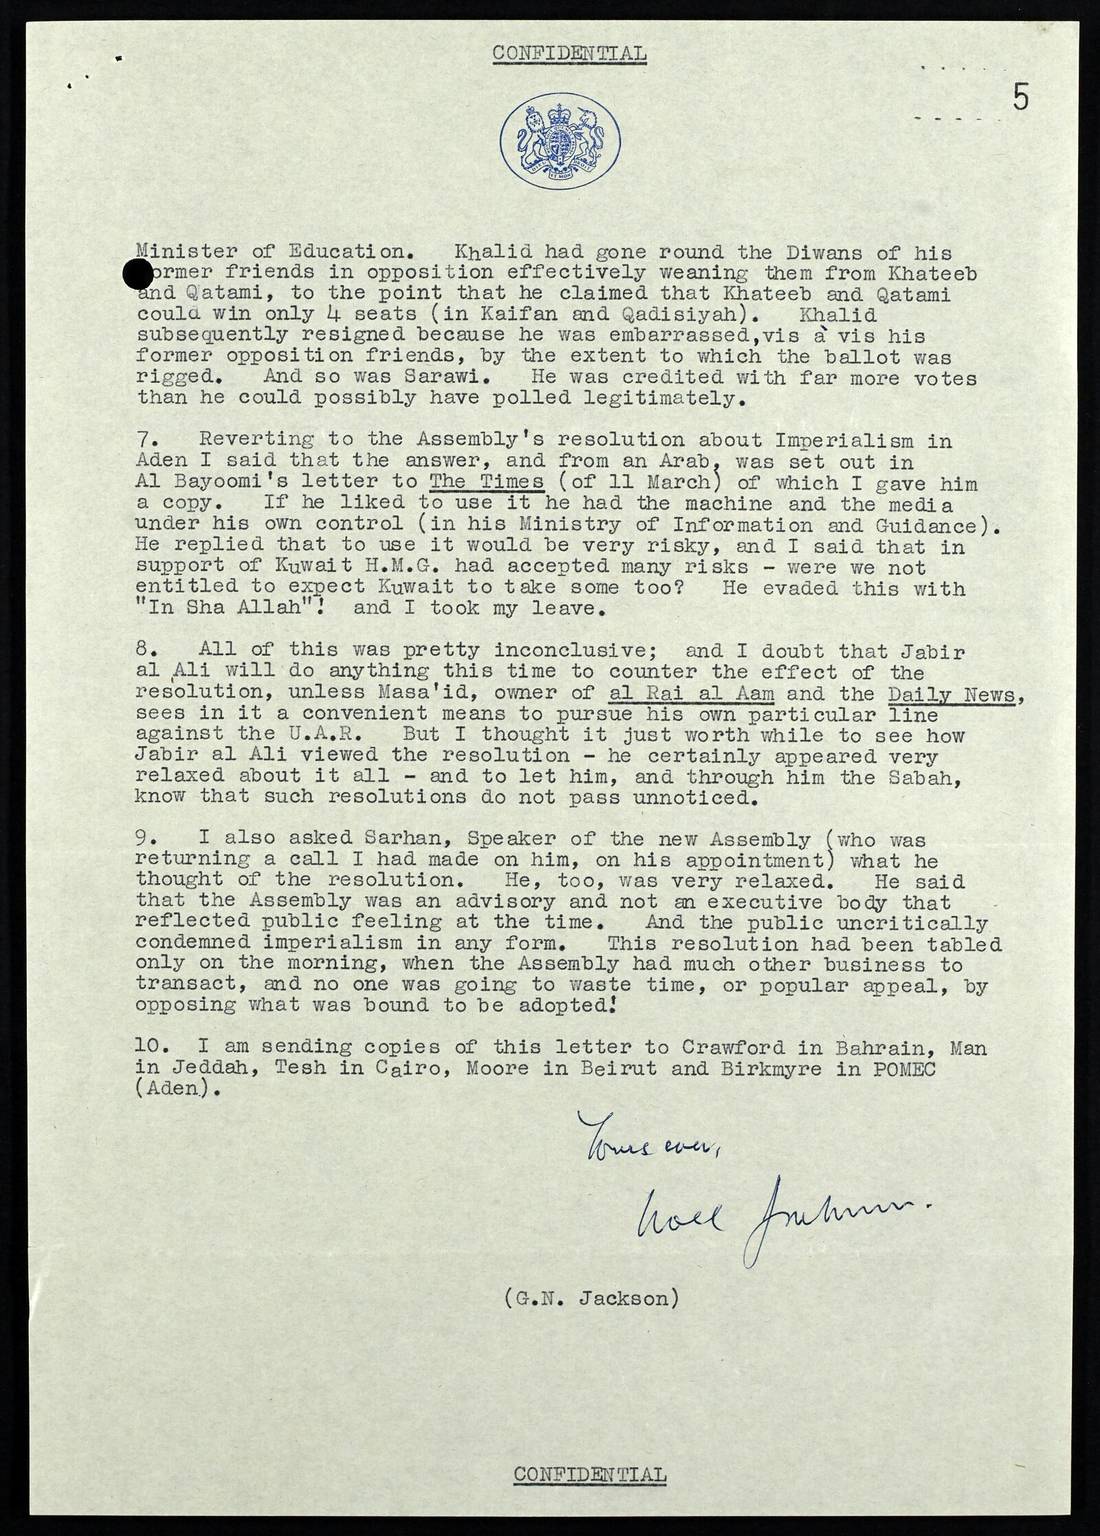 CONFIDENTIAL
5
Minister of Education. Khalid had gone round the Diwans of his
ormer friends in opposition effectively weaning them from Khateeb
and Qatami, to the point that he claimed that Khateeb and Qatami
could win only 4 seats (in Kaifan and Qadisiyah). Khalid
subsequently resigned because he was embarrassed,vis à vis his
former opposition friends, by the extent to which the ballot was
rigged. And so was Sarawi. He was credited with far more votes
than he could possibly have polled legitimately.
7. Reverting to the Assembly's resolution about Imperialism in
Aden I said that the answer, and from an Arab, was set out in
Al Bayoomi's letter to The Times (of 11 March) of which I gave him
a copy. If he liked to use it he had the machine and the media
under his own control (in his Ministry of Information and Guidance).
He replied that to use it would be very risky, and I said that in
support of Kuwait H.M.G. had accepted many risks - were we not
entitled to expect Kuwait to take some too? He evaded this with
"In Sha Allah"! and I took my leave.
8. All of this was pretty inconclusive; and I doubt that Jabir
al Ali will do anything this time to counter the effect of the
resolution, unless Masa'id, owner of al Rai al Aam and the Daily News,
sees in it a convenient means to pursue his own particular line
against the U.A.R. But I thought it just worth while to see how
Jabir al Ali viewed the resolution - he certainly appeared very
relaxed about it all - and to let him, and through him the Sabah,
know that such resolutions do not pass unnoticed.
9. I also asked Sarhan, Speaker of the new Assembly (who was
returning a call I had made on him, on his appointment) what he
thought of the resolution. He, too, was very relaxed. He said
that the Assembly was an advisory and not an executive body that
reflected public feeling at the time. And the public uncritically
condemned imperialism in any form. This resolution had been tabled
only on the morning, when the Assembly had much other business to
transact, and no one was going to waste time, or popular appeal, by
opposing what was bound to be adopted!
10. I am sending copies of this letter to Crawford in Bahrain, Man
in Jeddah, Tesh in Cairo, Moore in Beirut and Birkmyre in POMEC
(Aden).
Yours ever,
Noel Jackson.
(G.N. Jackson)
CONFIDENTIAL